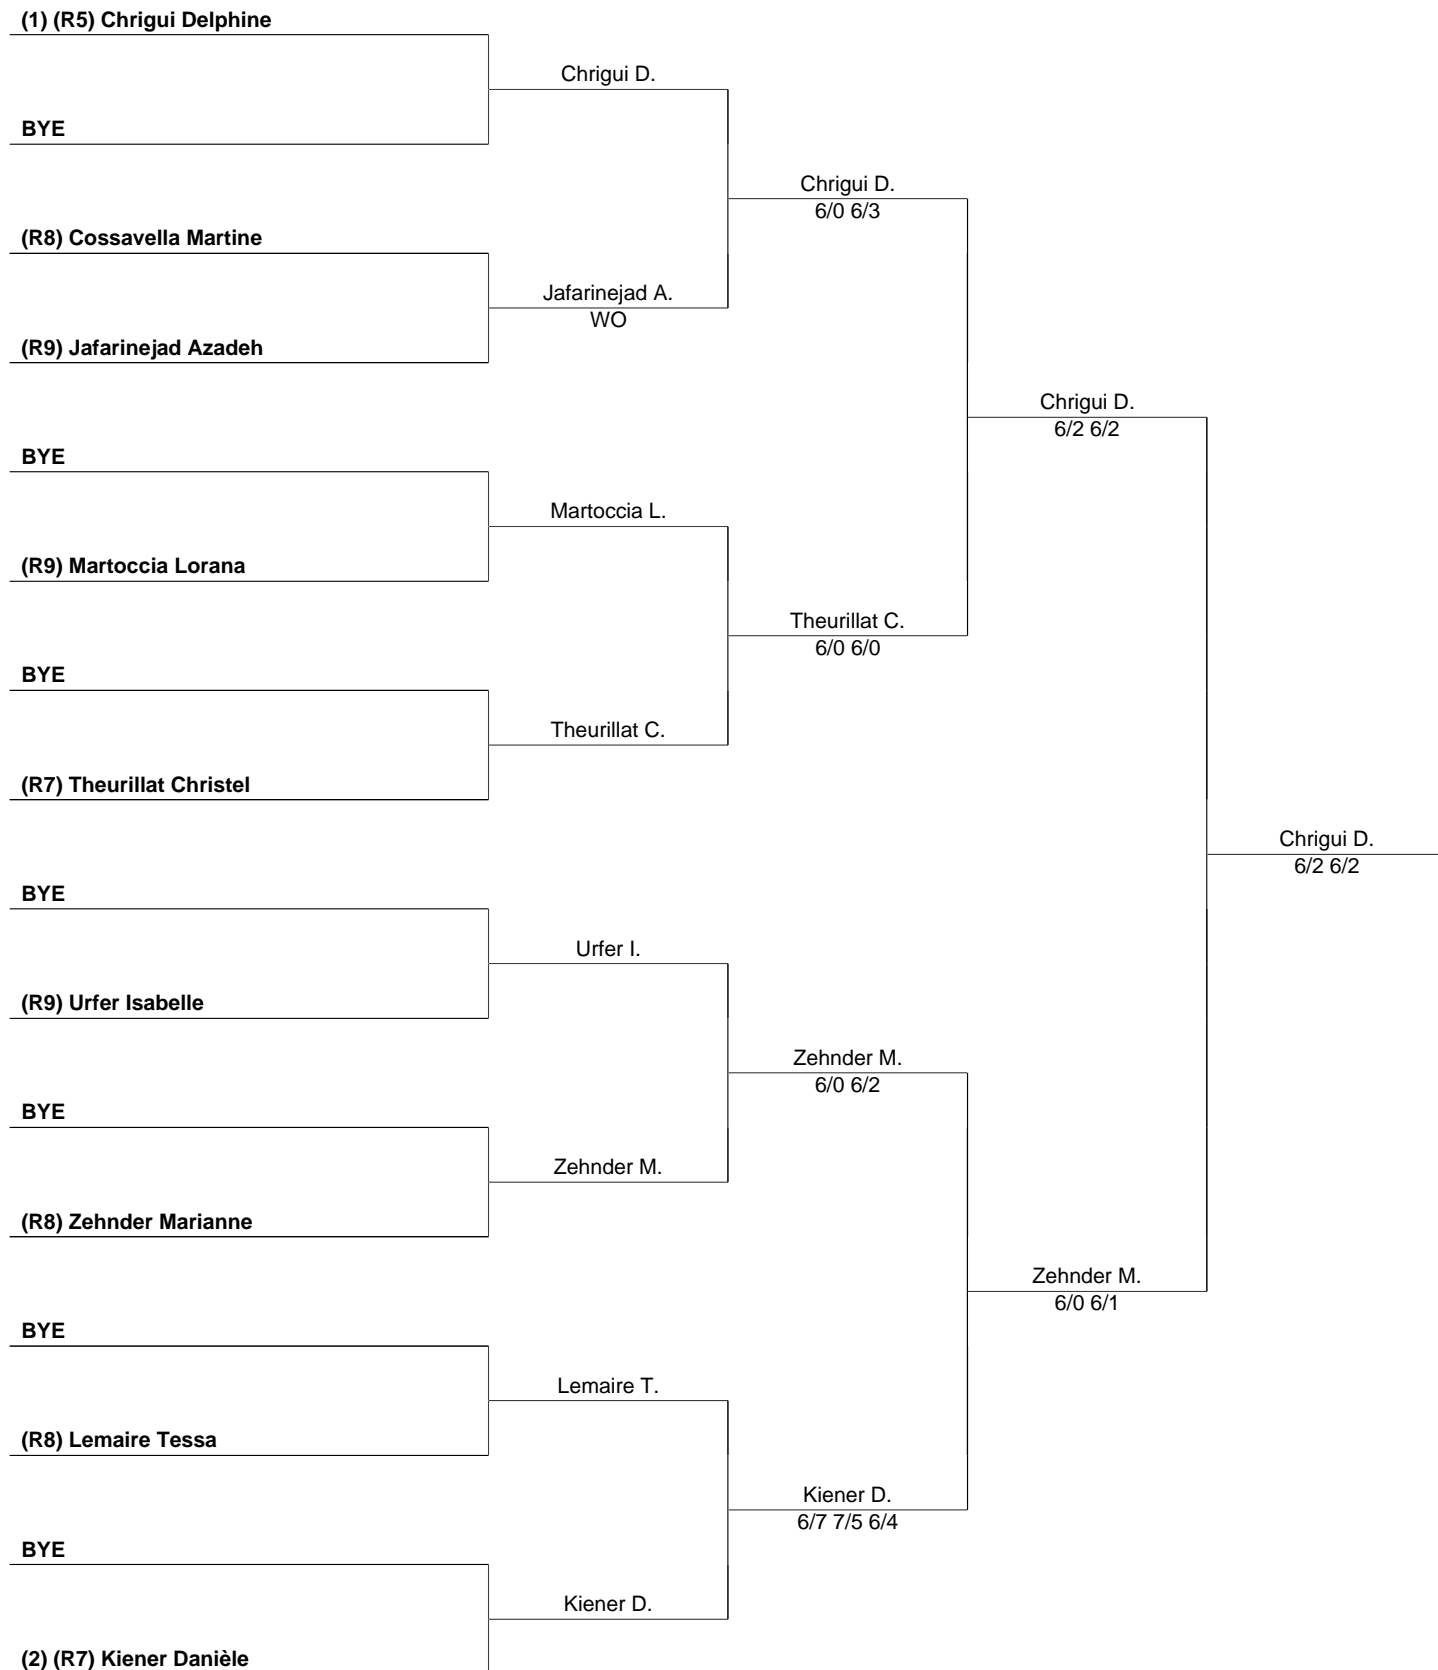 (1) (R5) Chrigui Delphine
Chrigui D.
BYE
Chrigui D.
6/0 6/3
(R8) Cossavella Martine
Jafarinejad A.
WO
(R9) Jafarinejad Azadeh
Chrigui D.
6/2 6/2
BYE
Martoccia L.
(R9) Martoccia Lorana
Theurillat C.
6/0 6/0
BYE
Theurillat C.
(R7) Theurillat Christel
Chrigui D.
6/2 6/2
BYE
Urfer I.
(R9) Urfer Isabelle
Zehnder M.
6/0 6/2
BYE
Zehnder M.
(R8) Zehnder Marianne
Zehnder M.
6/0 6/1
BYE
Lemaire T.
(R8) Lemaire Tessa
Kiener D.
6/7 7/5 6/4
BYE
Kiener D.
(2) (R7) Kiener Danièle